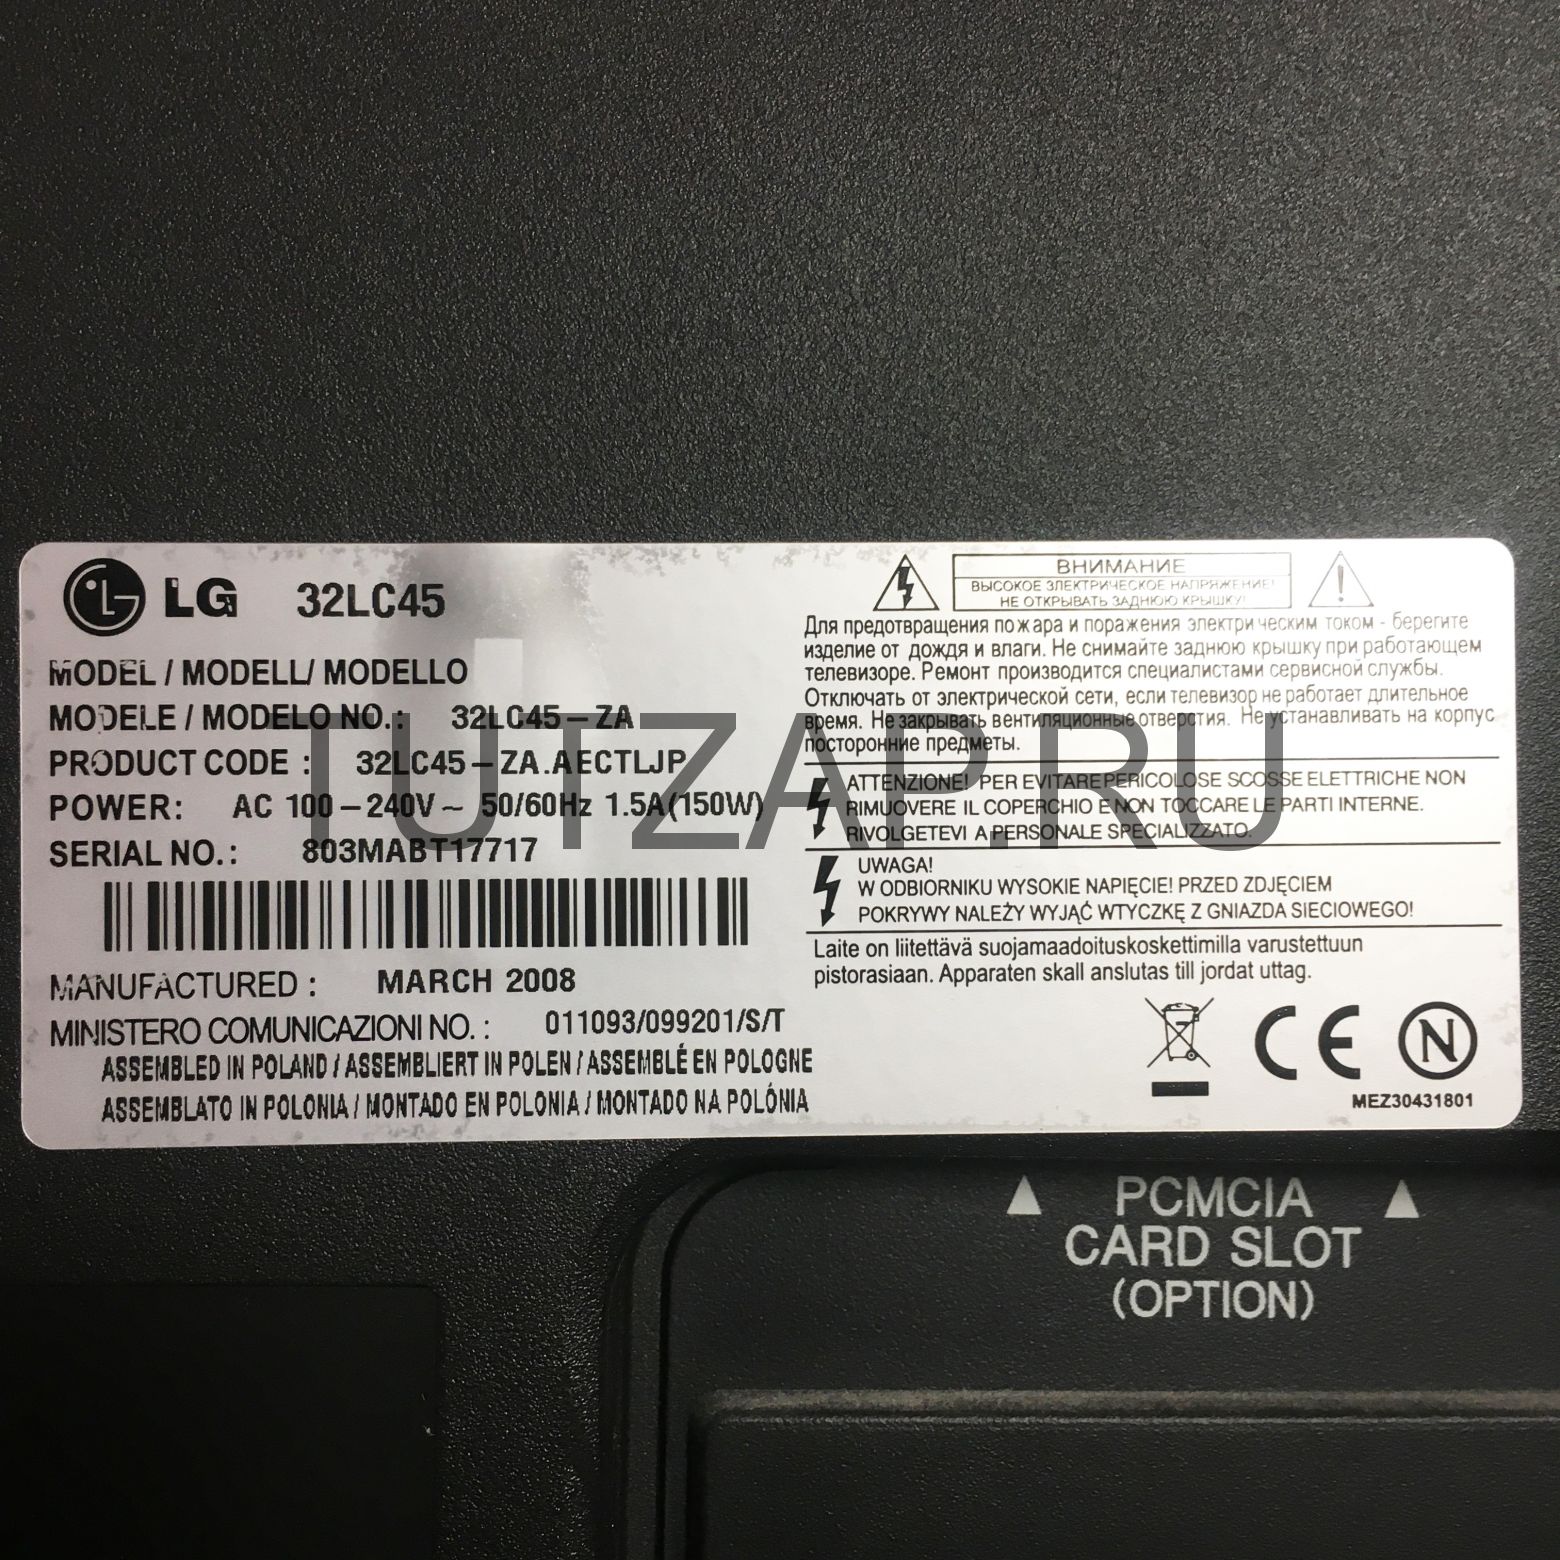 LG 32LC45
MODEL / MODELL/ MODELLO
MODELE / MODELO NO. : 32LC45-ZA
PRODUCT CODE : 32LC45-ZA.AECTLJP
POWER: AC 100-240V~ 50/60Hz 1.5A(150W)
SERIAL NO. : 803MABT17717
MANUFACTURED : MARCH 2008
MINISTERO COMUNICAZIONI NO. : 011093/099201/S/T
ASSEMBLED IN POLAND / ASSEMBLIERT IN POLEN / ASSEMBLÉ EN POLOGNE
ASSEMBLATO IN POLONIA / MONTADO EN POLONIA / MONTADO NA POLÓNIA
ВНИМАНИЕ
ВЫСОКОЕ ЭЛЕКТРИЧЕСКОЕ НАПРЯЖЕНИЕ!
НЕ ОТКРЫВАТЬ ЗАДНЮЮ КРЫШКУ!
Для предотвращения пожара и поражения электрическим током - берегите
изделие от дождя и влаги. Не снимайте заднюю крышку при работающем
телевизоре. Ремонт производится специалистами сервисной службы.
Отключать от электрической сети, если телевизор не работает длительное
время. Не закрывать вентиляционные отверстия. Не устанавливать на корпус
посторонние предметы.
ATTENZIONE! PER EVITARE PERICOLOSE SCOSSE ELETTRICHE NON
RIMUOVERE IL COPERCHIO E NON TOCCARE LE PARTI INTERNE.
RIVOLGETEVI A PERSONALE SPECIALIZZATO.
UWAGA!
W ODBIORNIKU WYSOKIE NAPIĘCIE! PRZED ZDJĘCIEM
POKRYWY NALEŻY WYJĄĆ WTYCZKĘ Z GNIAZDA SIECIOWEGO!
Laite on liitettävä suojamaadoituskoskettimilla varustettuun
pistorasiaan. Apparaten skall anslutas till jordat uttag.
CE N
MEZ30431801
TUTZAP.RU
PCMCIA
CARD SLOT
(OPTION)